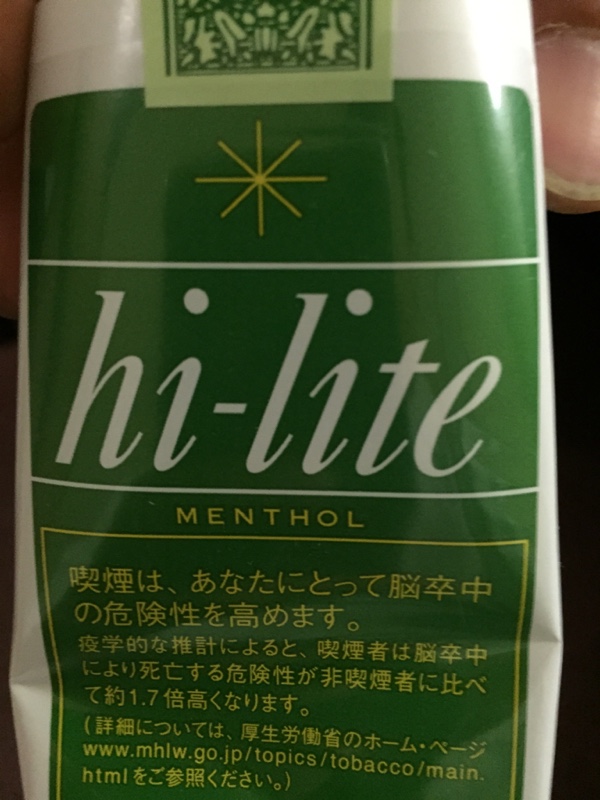 hi-lite
MENTHOL
喫煙は、あなたにとって脳卒中
の危険性を高めます。
疫学的な推計によると、喫煙者は脳卒中
により死亡する危険性が非喫煙者に比べ
て約1.7倍高くなります。
(詳細については、厚生労働省のホーム・ページ
www.mhlw.go.jp/topics/tobacco/main.
htmlをご参照ください。)